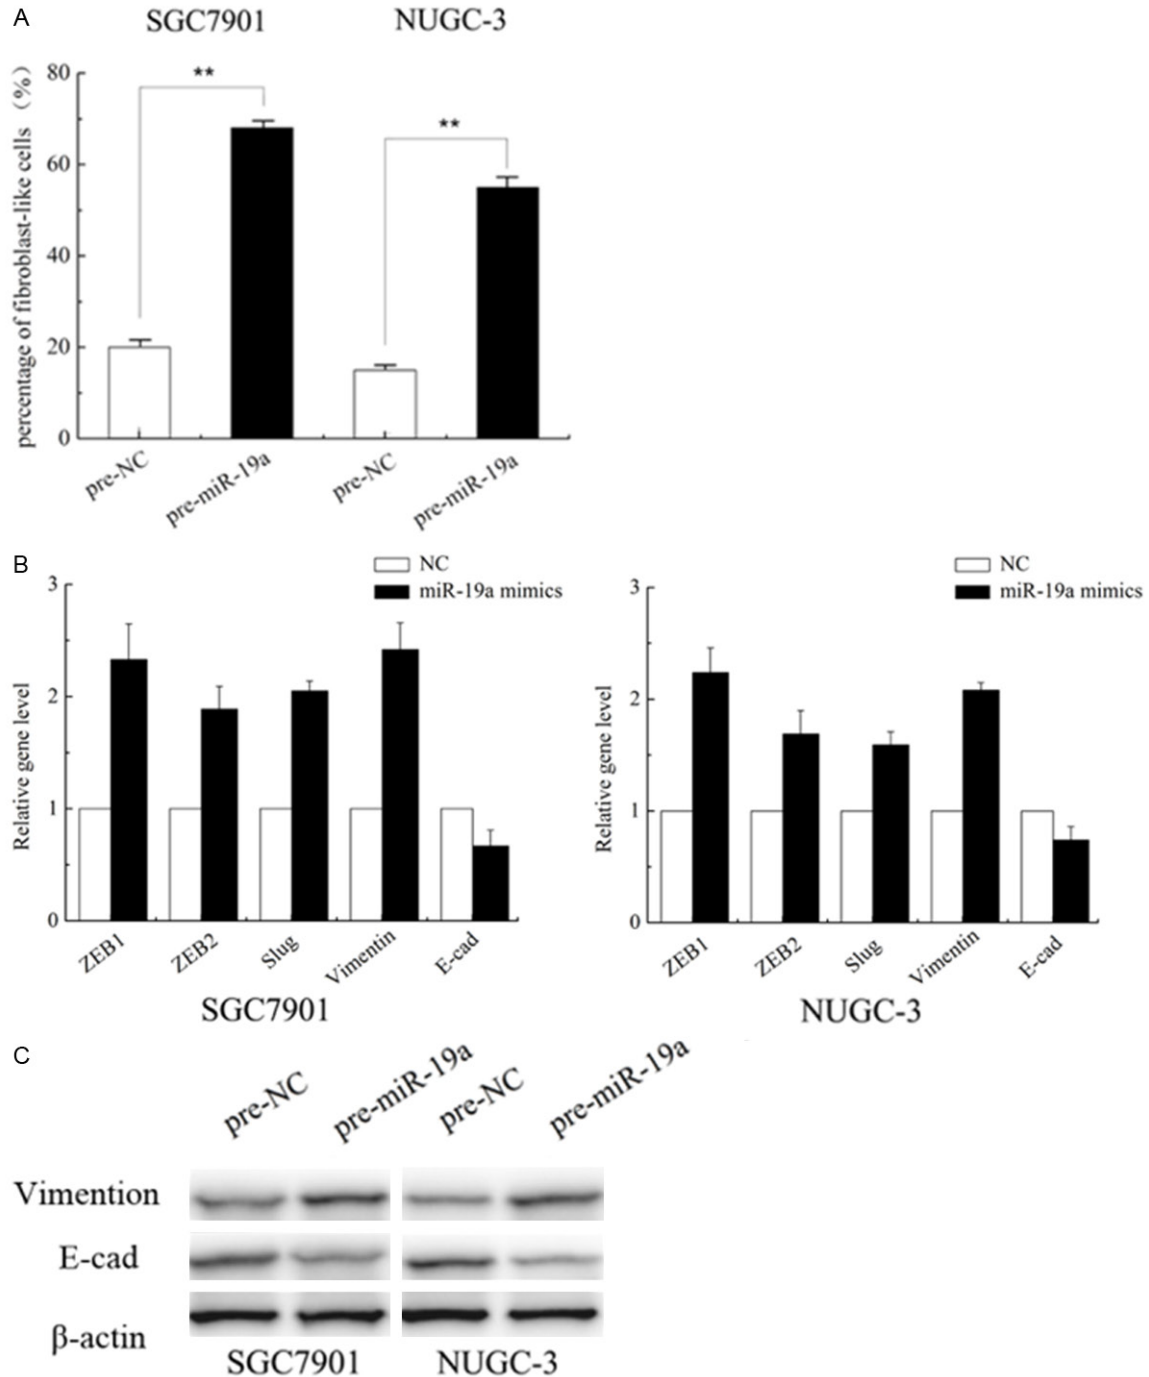 A
SGC7901 NUGC-3
percentage of fibroblast-like cells (%)
80
60
40
20
0
** **
pre-NC pre-miR-19a pre-NC pre-miR-19a
B
NC
miR-19a mimics
Relative gene level
3
2
1
0
ZEB1 ZEB2 Slug Vimentin E-cad
SGC7901
NC
miR-19a mimics
Relative gene level
3
2
1
0
ZEB1 ZEB2 Slug Vimentin E-cad
NUGC-3
C
pre-NC pre-miR-19a pre-NC pre-miR-19a
Vimention
E-cad
β-actin
SGC7901 NUGC-3